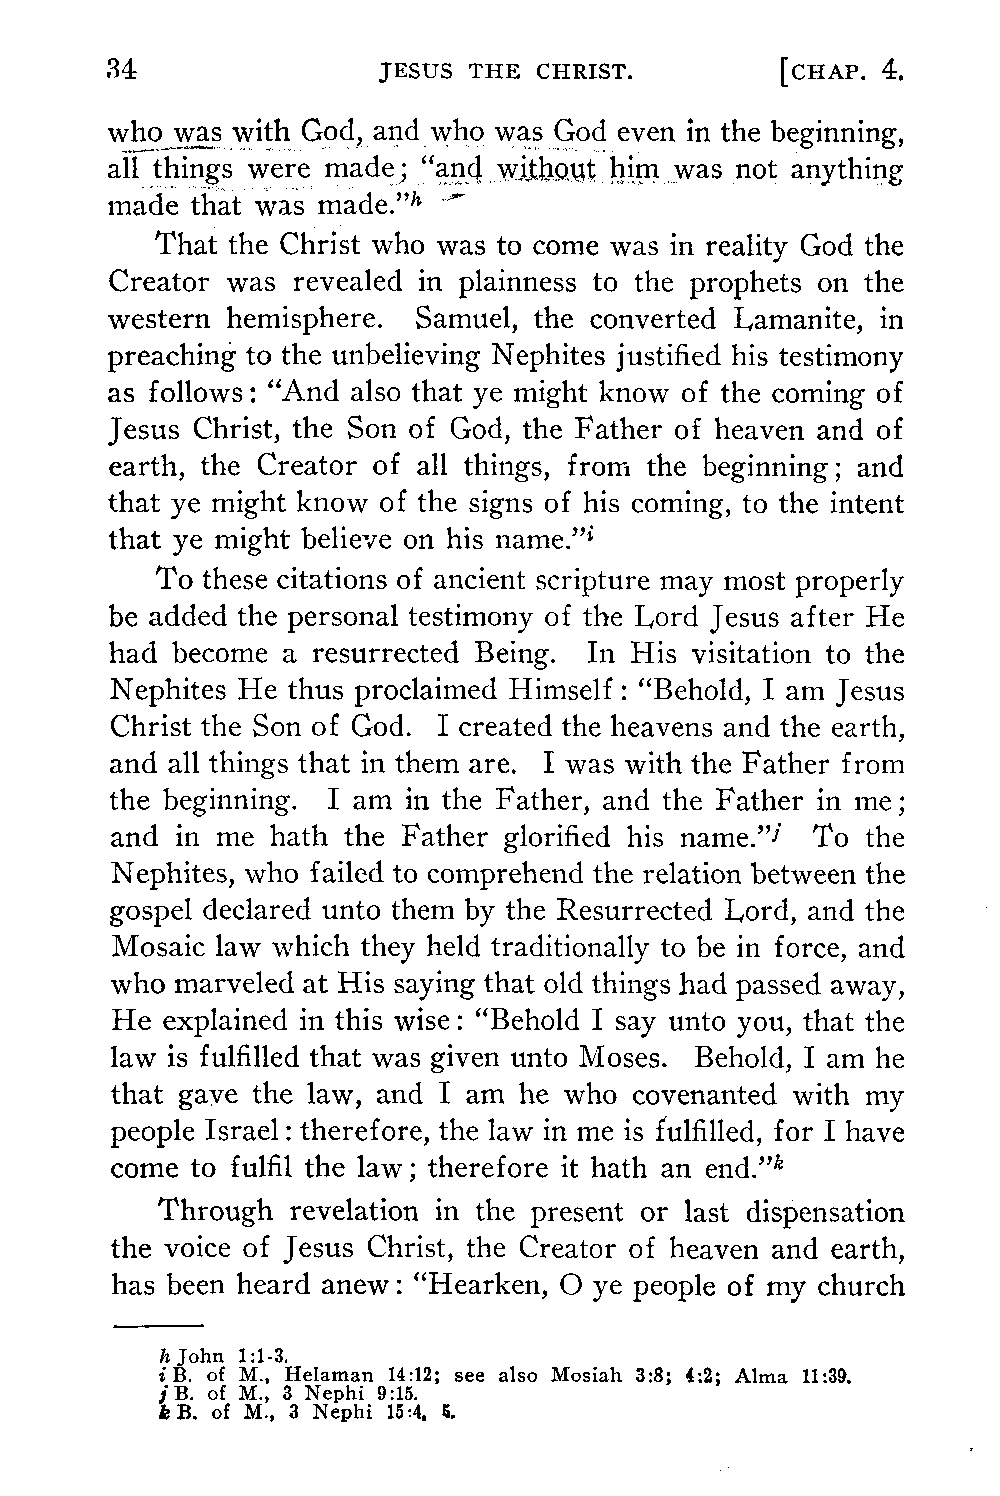 34 JESUS THE CHRIST. [CHAP. 4.
who was with God, and who was God even in the beginning,
all things were made; “and without him was not anything
made that was made.”h
That the Christ who was to come was in reality God the
Creator was revealed in plainness to the prophets on the
western hemisphere. Samuel, the converted Lamanite, in
preaching to the unbelieving Nephites justified his testimony
as follows: “And also that ye might know of the coming of
Jesus Christ, the Son of God, the Father of heaven and of
earth, the Creator of all things, from the beginning; and
that ye might know of the signs of his coming, to the intent
that ye might believe on his name.”i
To these citations of ancient scripture may most properly
be added the personal testimony of the Lord Jesus after He
had become a resurrected Being. In His visitation to the
Nephites He thus proclaimed Himself: “Behold, I am Jesus
Christ the Son of God. I created the heavens and the earth,
and all things that in them are. I was with the Father from
the beginning. I am in the Father, and the Father in me;
and in me hath the Father glorified his name.”j To the
Nephites, who failed to comprehend the relation between the
gospel declared unto them by the Resurrected Lord, and the
Mosaic law which they held traditionally to be in force, and
who marveled at His saying that old things had passed away,
He explained in this wise: “Behold I say unto you, that the
law is fulfilled that was given unto Moses. Behold, I am he
that gave the law, and I am he who covenanted with my
people Israel: therefore, the law in me is fulfilled, for I have
come to fulfil the law; therefore it hath an end.”k
Through revelation in the present or last dispensation
the voice of Jesus Christ, the Creator of heaven and earth,
has been heard anew: “Hearken, O ye people of my church
h John 1:1-3.
i B. of M., Helaman 14:12; see also Mosiah 3:8; 4:2; Alma 11:39.
j B. of M., 3 Nephi 9:15.
k B. of M., 3 Nephi 15:4, 5.